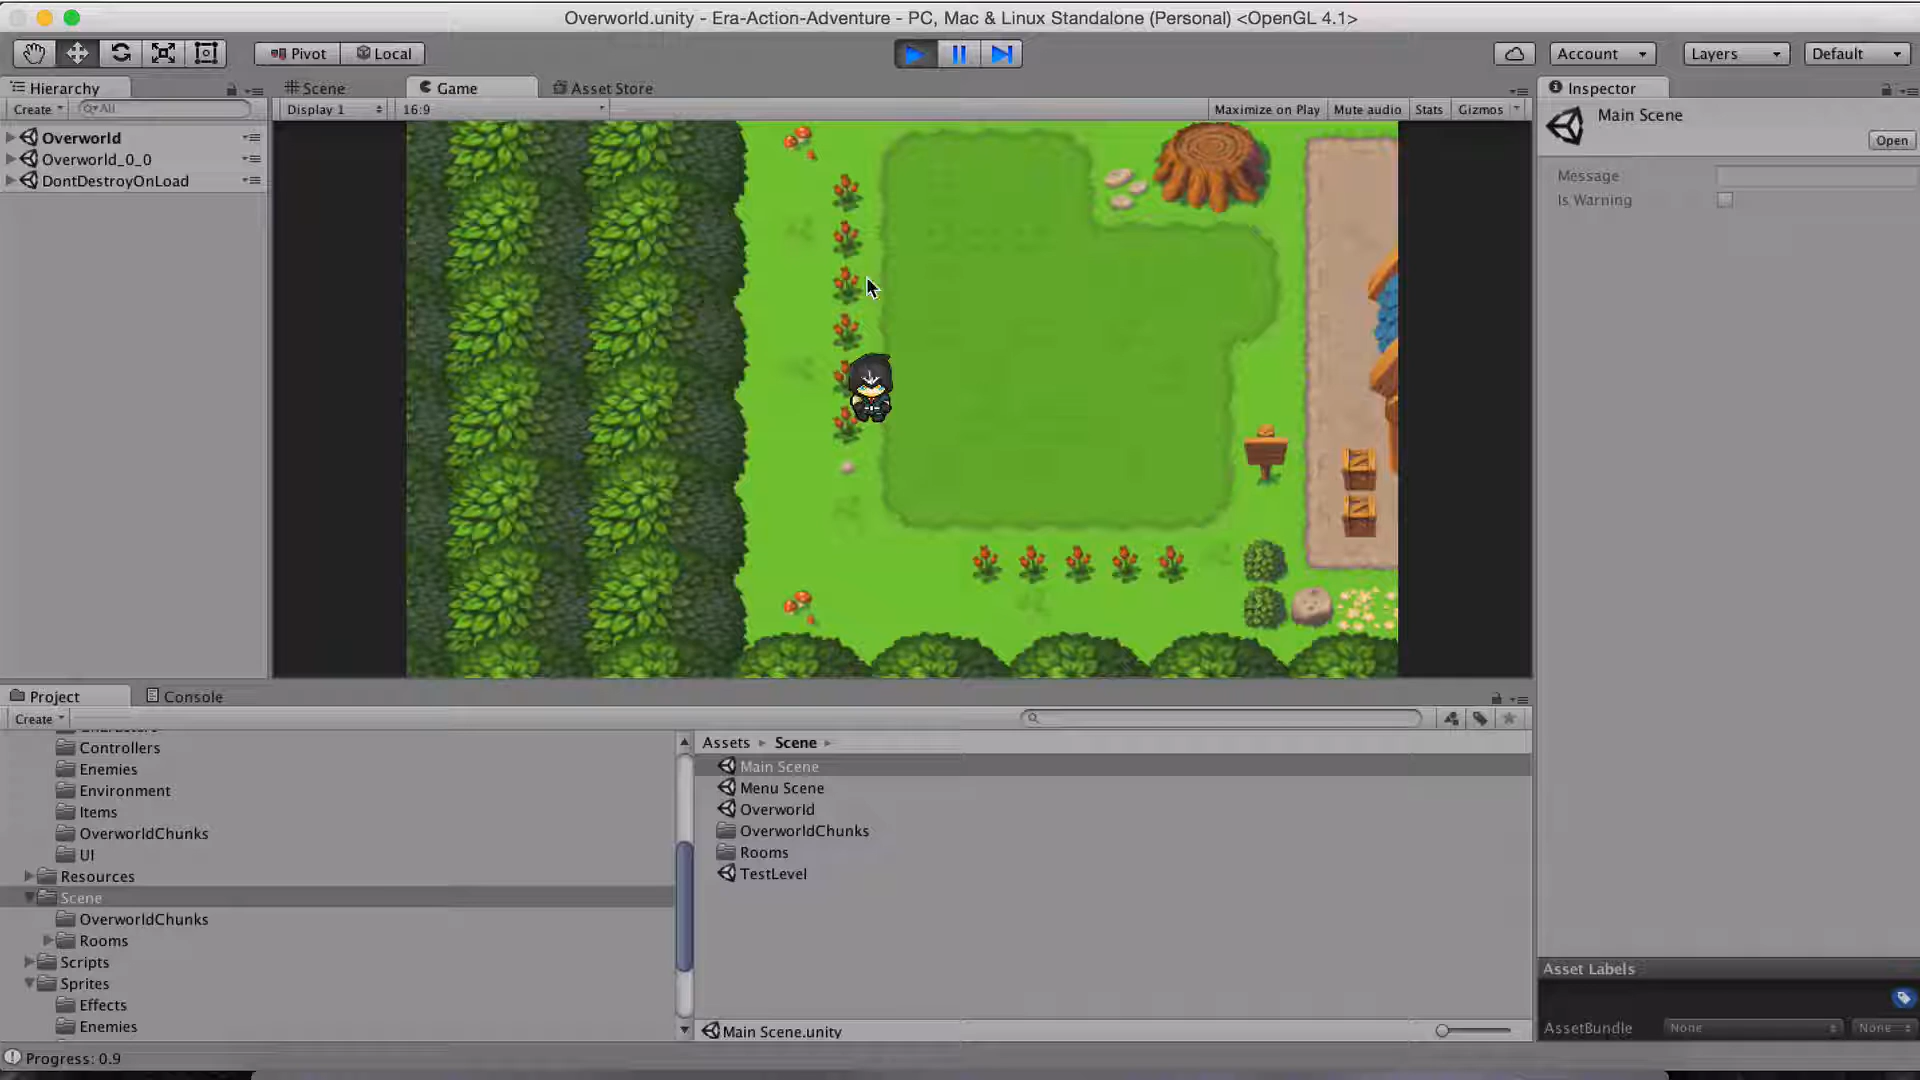 Overworld.unity - Era-Action-Adventure - PC, Mac & Linux Standalone (Personal) <OpenGL 4.1>
Pivot Local Account Layers Default
Hierarchy Scene Game Asset Store Inspector
Create All Display 1 16:9 Maximize on Play Mute audio Stats Gizmos Main Scene
Open
Overworld
Overworld_0_0
DontDestroyOnLoad
Message
Is Warning
Project Console
Create
Controllers
Enemies
Environment
Items
OverworldChunks
UI
Resources
Scene
OverworldChunks
Rooms
Scripts
Sprites
Effects
Enemies
Assets Scene
Main Scene
Menu Scene
Overworld
OverworldChunks
Rooms
TestLevel
Main Scene.unity
Asset Labels
AssetBundle None None
Progress: 0.9